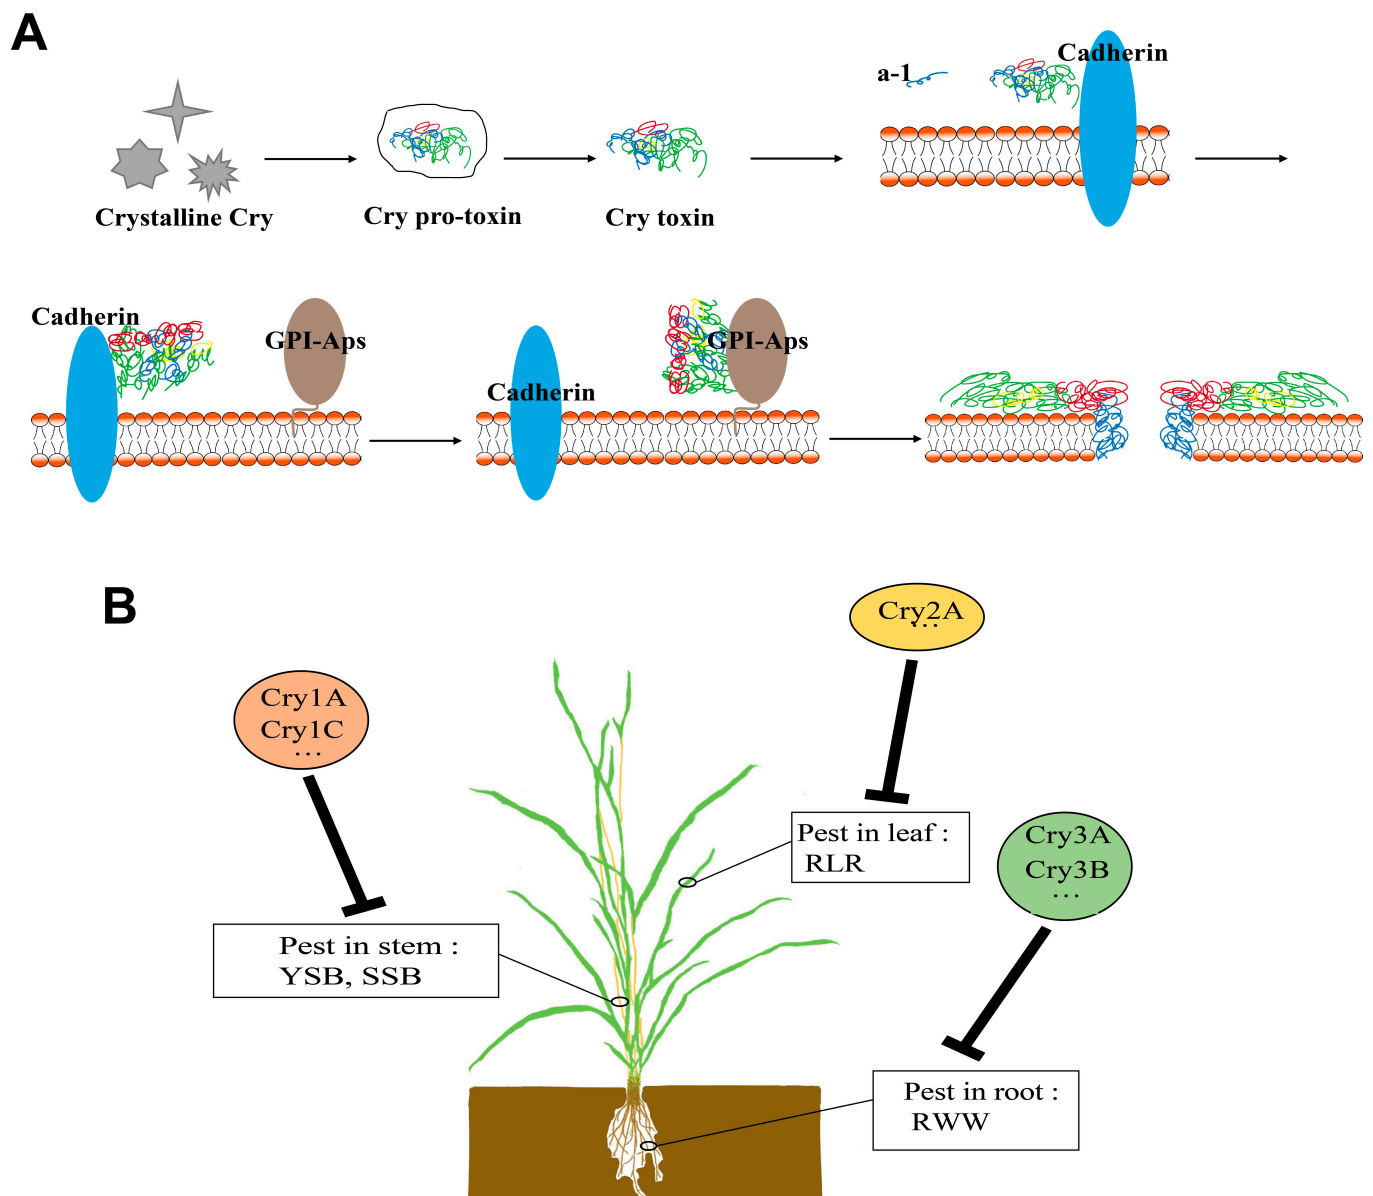 A
Crystalline Cry
Cry pro-toxin
Cry toxin
a-1
Cadherin
Cadherin
GPI-Aps
Cadherin
GPI-Aps
B
Cry1A
Cry1C
...
Cry2A
...
Cry3A
Cry3B
...
Pest in leaf :
RLR
Pest in stem :
YSB, SSB
Pest in root :
RWW